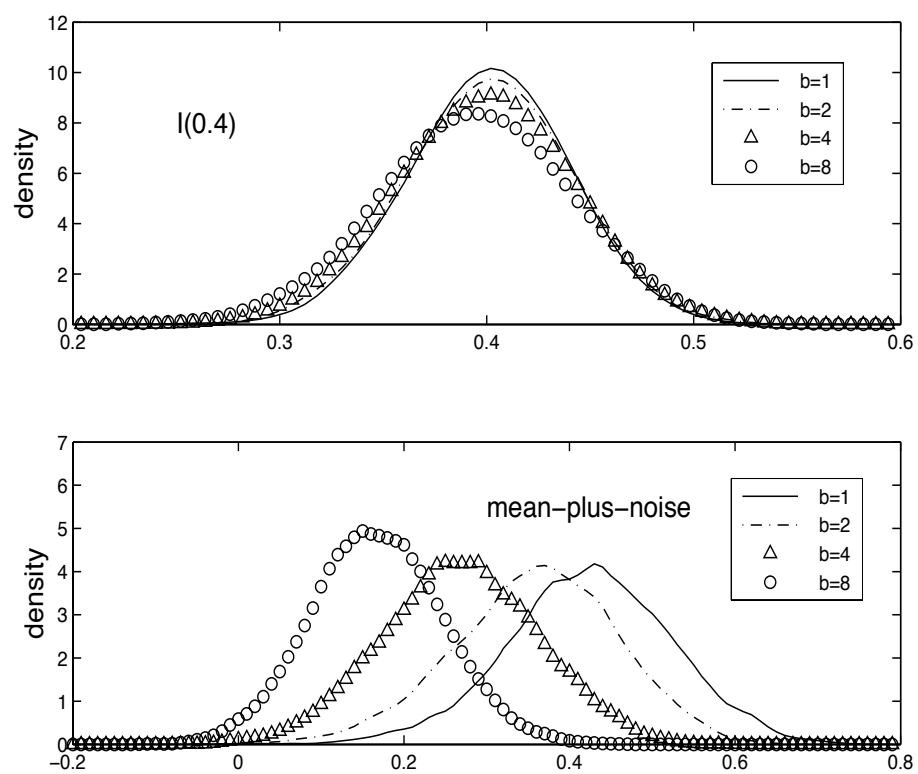 12
10
8
6
4
2
0
density
I(0.4)
b=1
b=2
b=4
b=8
0.2 0.3 0.4 0.5 0.6
7
6
5
4
3
2
1
0
density
mean-plus-noise
b=1
b=2
b=4
b=8
-0.2 0 0.2 0.4 0.6 0.8